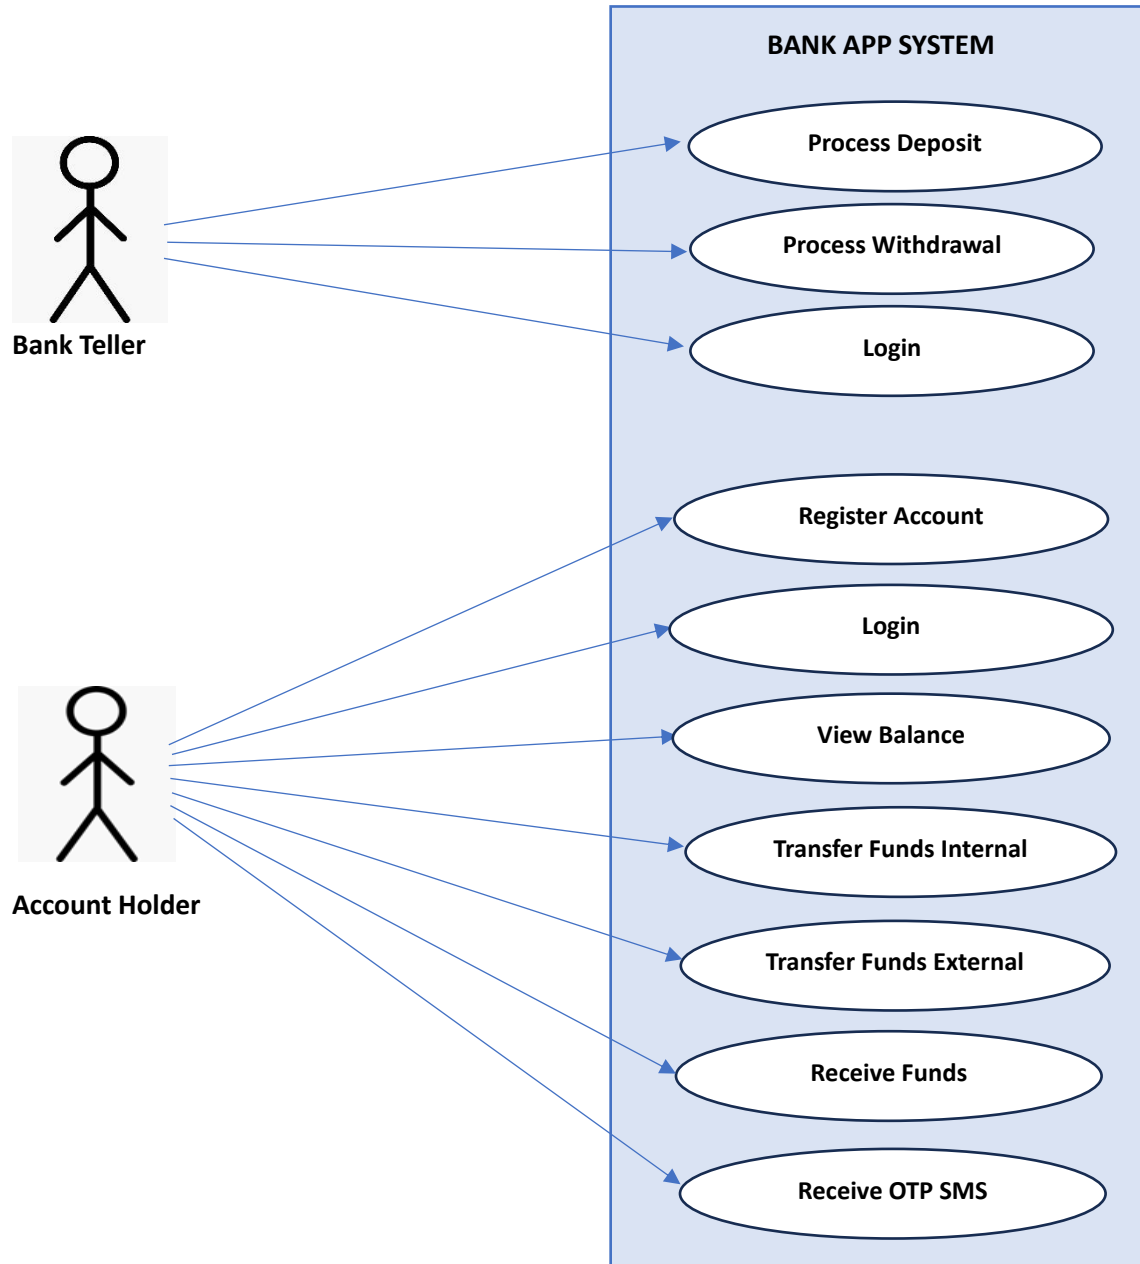 BANK APP SYSTEM
Process Deposit
Process Withdrawal
Login
Bank Teller
Register Account
Login
View Balance
Transfer Funds Internal
Account Holder
Transfer Funds External
Receive Funds
Receive OTP SMS